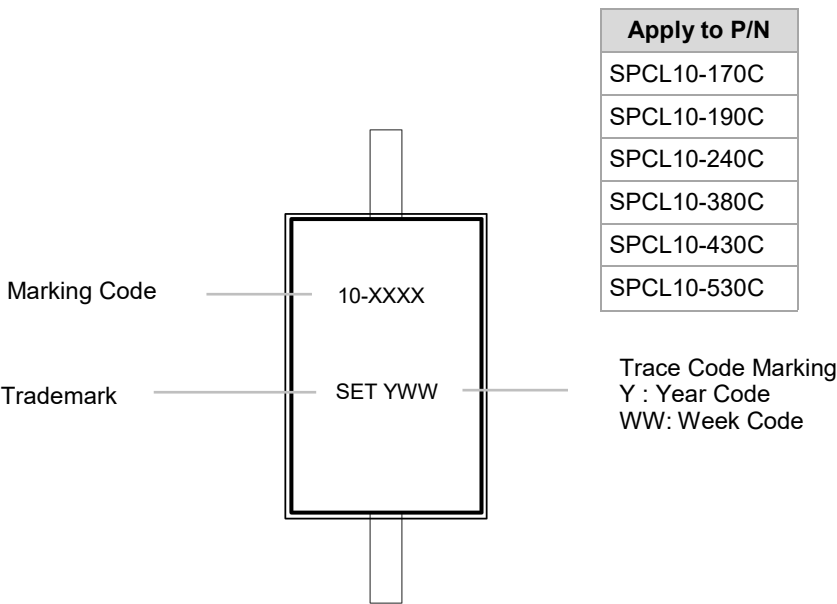 Apply to P/N
SPCL10-170C
SPCL10-190C
SPCL10-240C
SPCL10-380C
SPCL10-430C
SPCL10-530C
Marking Code
10-XXXX
Trademark
SET YWW
Trace Code Marking
Y : Year Code
WW: Week Code